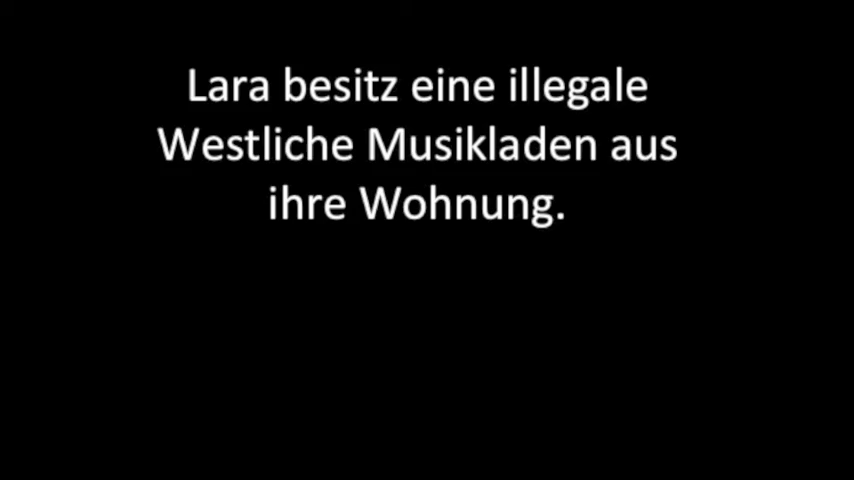 Lara besitz eine illegale
Westliche Musikladen aus
ihre Wohnung.